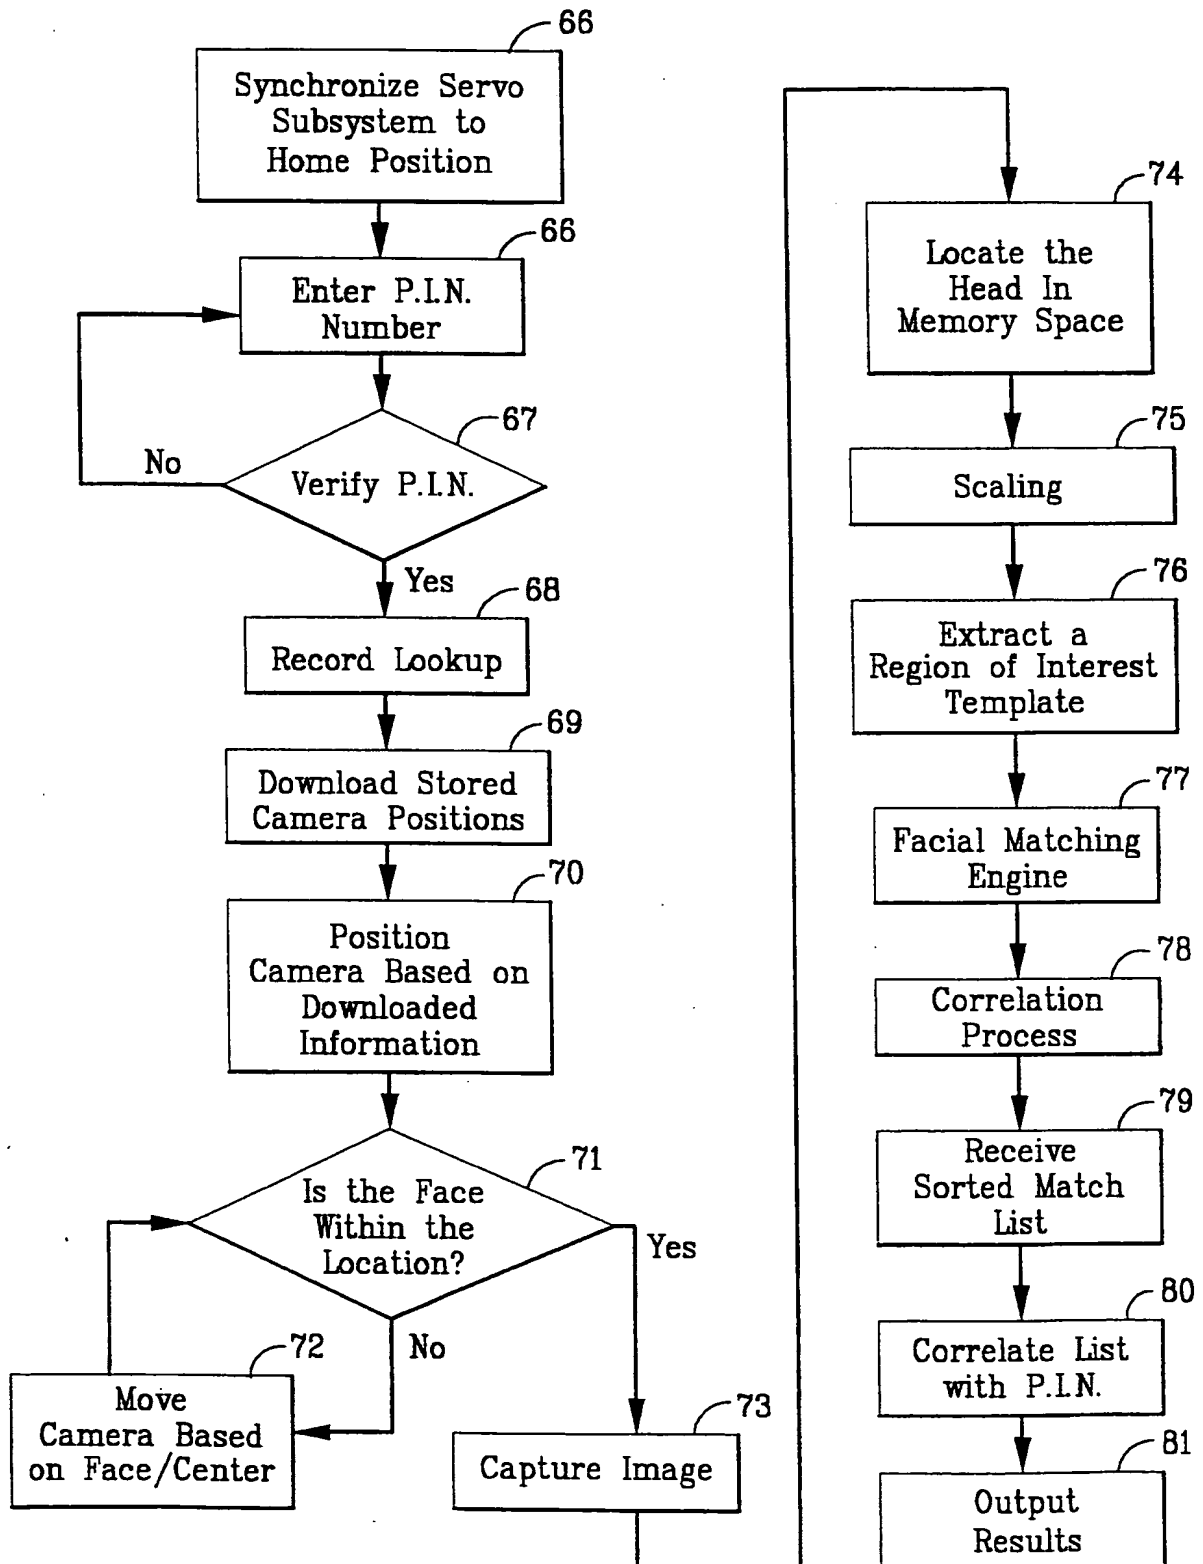 66
Synchronize Servo
Subsystem to
Home Position
66
Enter P.I.N.
Number
67
Verify P.I.N.
No
Yes
68
Record Lookup
69
Download Stored
Camera Positions
70
Position
Camera Based on
Downloaded
Information
71
Is the Face
Within the
Location?
Yes
No
72
Move
Camera Based
on Face/Center
73
Capture Image
74
Locate the
Head In
Memory Space
75
Scaling
76
Extract a
Region of Interest
Template
77
Facial Matching
Engine
78
Correlation
Process
79
Receive
Sorted Match
List
80
Correlate List
with P.I.N.
81
Output
Results